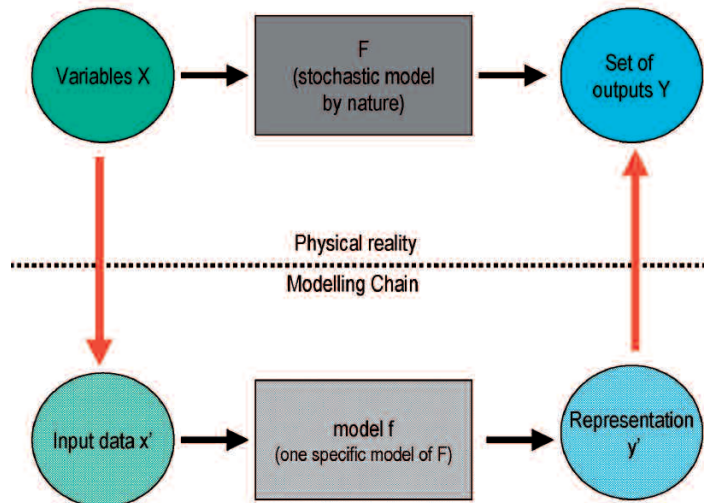 Variables X
F
(stochastic model
by nature)
Set of
outputs Y
Physical reality
Modelling Chain
Input data x'
model f
(one specific model of F)
Representation
y'